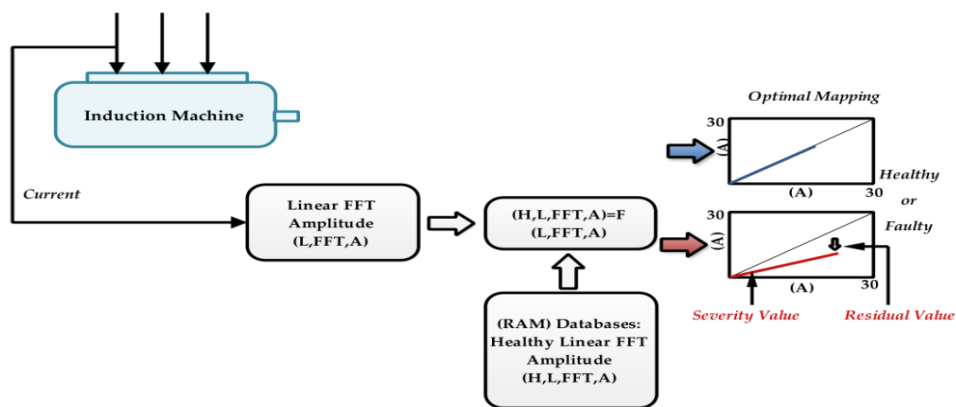 Induction Machine
Current
Linear FFT
Amplitude
(L,FFT,A)
(H,L,FFT,A)=F
(L,FFT,A)
(RAM) Databases:
Healthy Linear FFT
Amplitude
(H,L,FFT,A)
Optimal Mapping
30
(A)
(A)
30
Healthy
or
Faulty
30
(A)
(A)
30
Severity Value
Residual Value